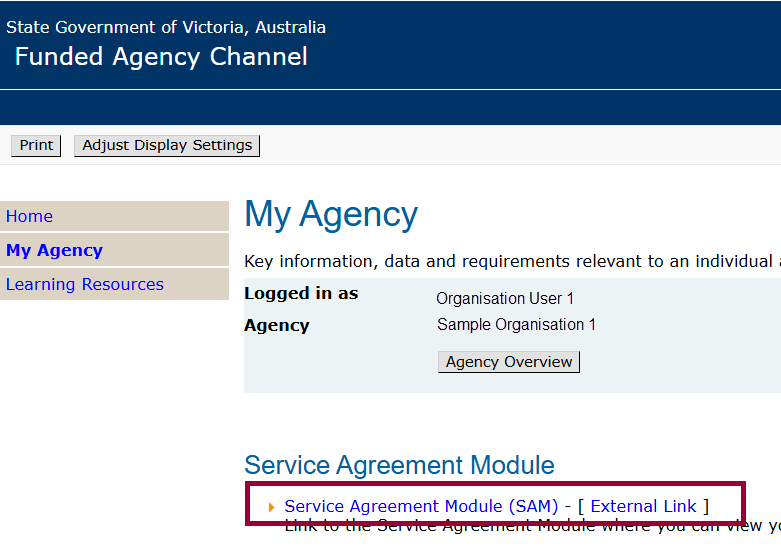 State Government of Victoria, Australia
Funded Agency Channel
Print Adjust Display Settings
Home
My Agency
Learning Resources
My Agency
Key information, data and requirements relevant to an individual
Logged in as Organisation User 1
Agency Sample Organisation 1
Agency Overview
Service Agreement Module
Service Agreement Module (SAM) - [ External Link ]
Link to the Service Agreement Module where you can view